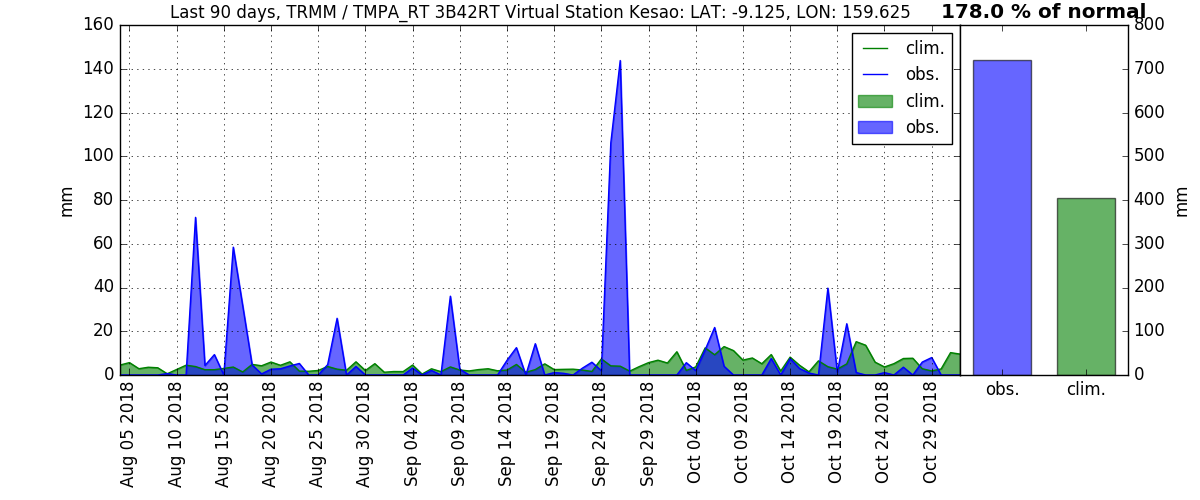 Last 90 days, TRMM / TMPA_RT 3B42RT Virtual Station Kesao: LAT: -9.125, LON: 159.625
178.0 % of normal
160
140
120
100
80
60
40
20
0
mm
clim.
obs.
clim.
obs.
Aug 05 2018
Aug 10 2018
Aug 15 2018
Aug 20 2018
Aug 25 2018
Aug 30 2018
Sep 04 2018
Sep 09 2018
Sep 14 2018
Sep 19 2018
Sep 24 2018
Sep 29 2018
Oct 04 2018
Oct 09 2018
Oct 14 2018
Oct 19 2018
Oct 24 2018
Oct 29 2018
800
700
600
500
400
300
200
100
0
mm
obs.
clim.